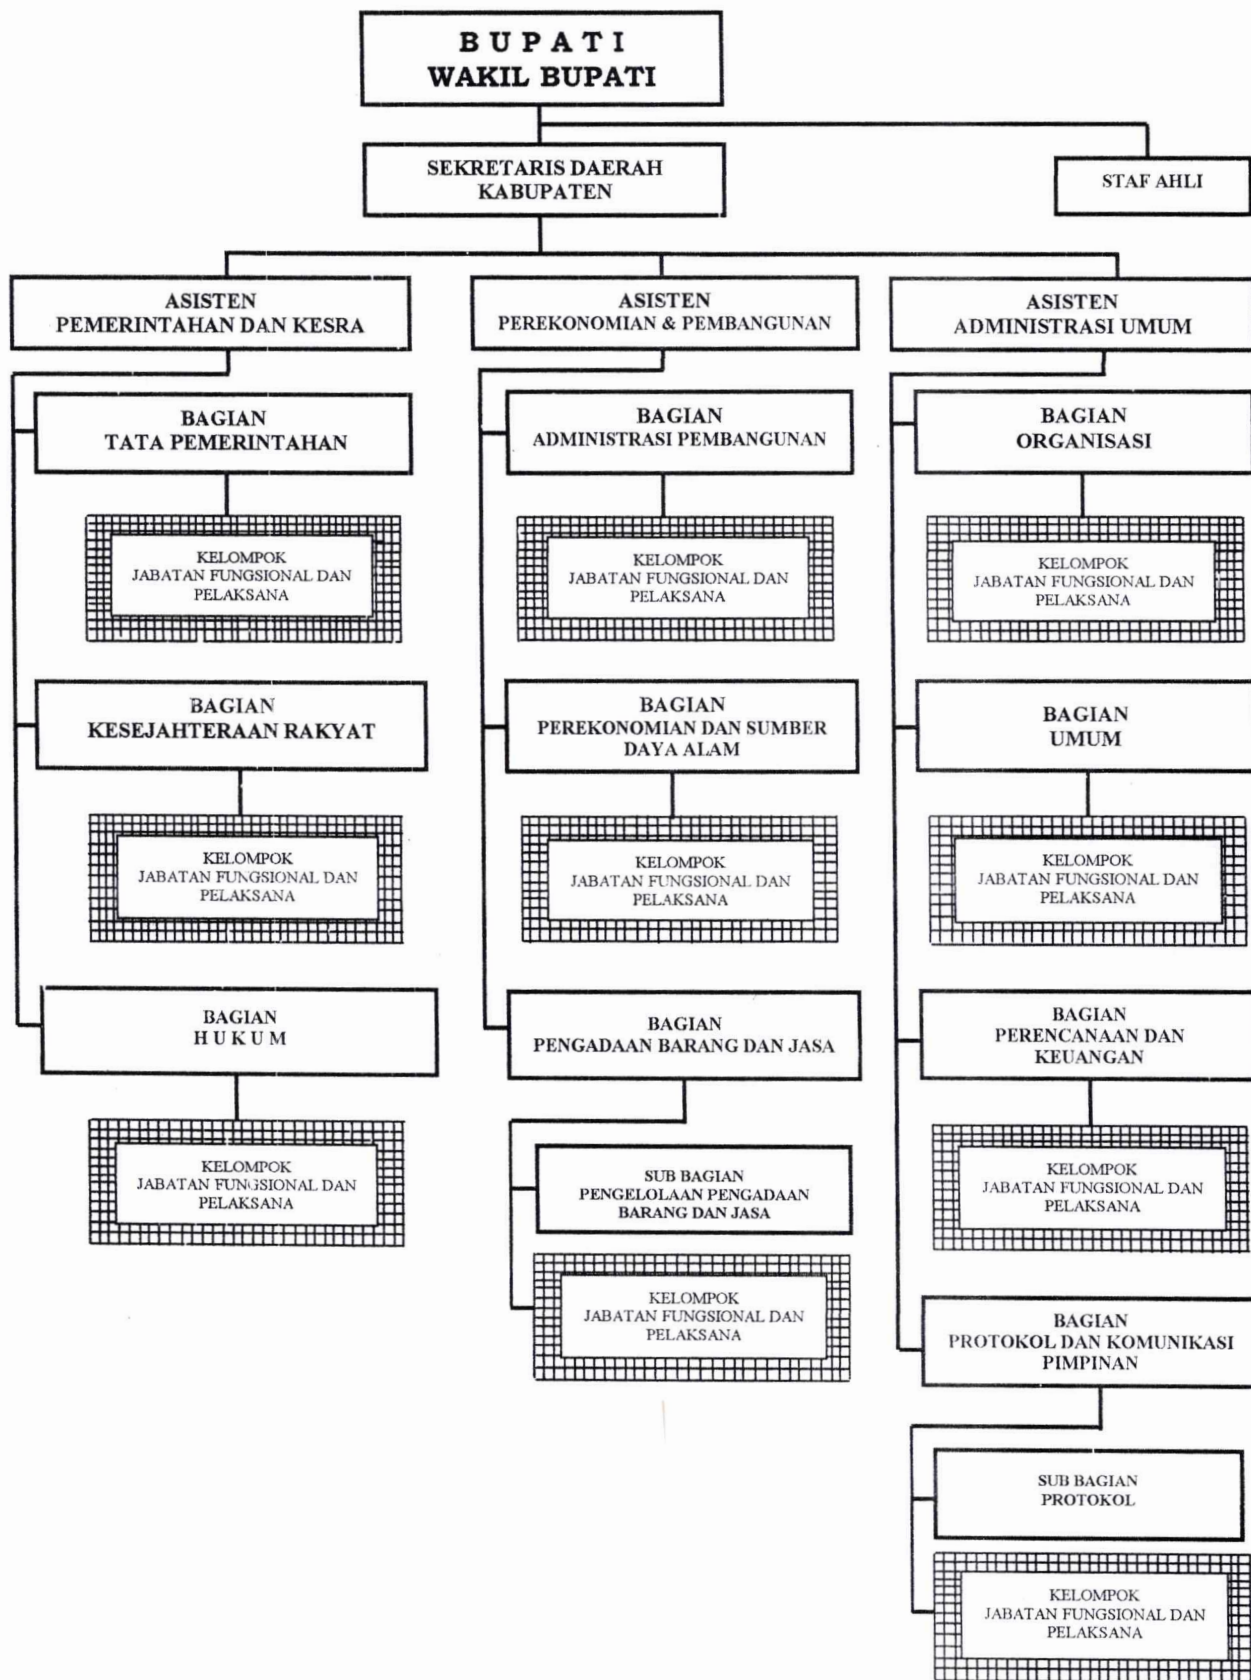 B U P A T I
WAKIL BUPATI
SEKRETARIS DAERAH
KABUPATEN
STAF AHLI
ASISTEN
PEMERINTAHAN DAN KESRA
ASISTEN
PEREKONOMIAN & PEMBANGUNAN
ASISTEN
ADMINISTRASI UMUM
BAGIAN
TATA PEMERINTAHAN
KELOMPOK
JABATAN FUNGSIONAL DAN
PELAKSANA
BAGIAN
KESEJAHTERAAN RAKYAT
KELOMPOK
JABATAN FUNGSIONAL DAN
PELAKSANA
BAGIAN
H U K U M
KELOMPOK
JABATAN FUNGSIONAL DAN
PELAKSANA
BAGIAN
ADMINISTRASI PEMBANGUNAN
KELOMPOK
JABATAN FUNGSIONAL DAN
PELAKSANA
BAGIAN
PEREKONOMIAN DAN SUMBER
DAYA ALAM
KELOMPOK
JABATAN FUNGSIONAL DAN
PELAKSANA
BAGIAN
PENGADAAN BARANG DAN JASA
SUB BAGIAN
PENGELOLAAN PENGADAAN
BARANG DAN JASA
KELOMPOK
JABATAN FUNGSIONAL DAN
PELAKSANA
BAGIAN
ORGANISASI
KELOMPOK
JABATAN FUNGSIONAL DAN
PELAKSANA
BAGIAN
UMUM
KELOMPOK
JABATAN FUNGSIONAL DAN
PELAKSANA
BAGIAN
PERENCANAAN DAN
KEUANGAN
KELOMPOK
JABATAN FUNGSIONAL DAN
PELAKSANA
BAGIAN
PROTOKOL DAN KOMUNIKASI
PIMPINAN
SUB BAGIAN
PROTOKOL
KELOMPOK
JABATAN FUNGSIONAL DAN
PELAKSANA